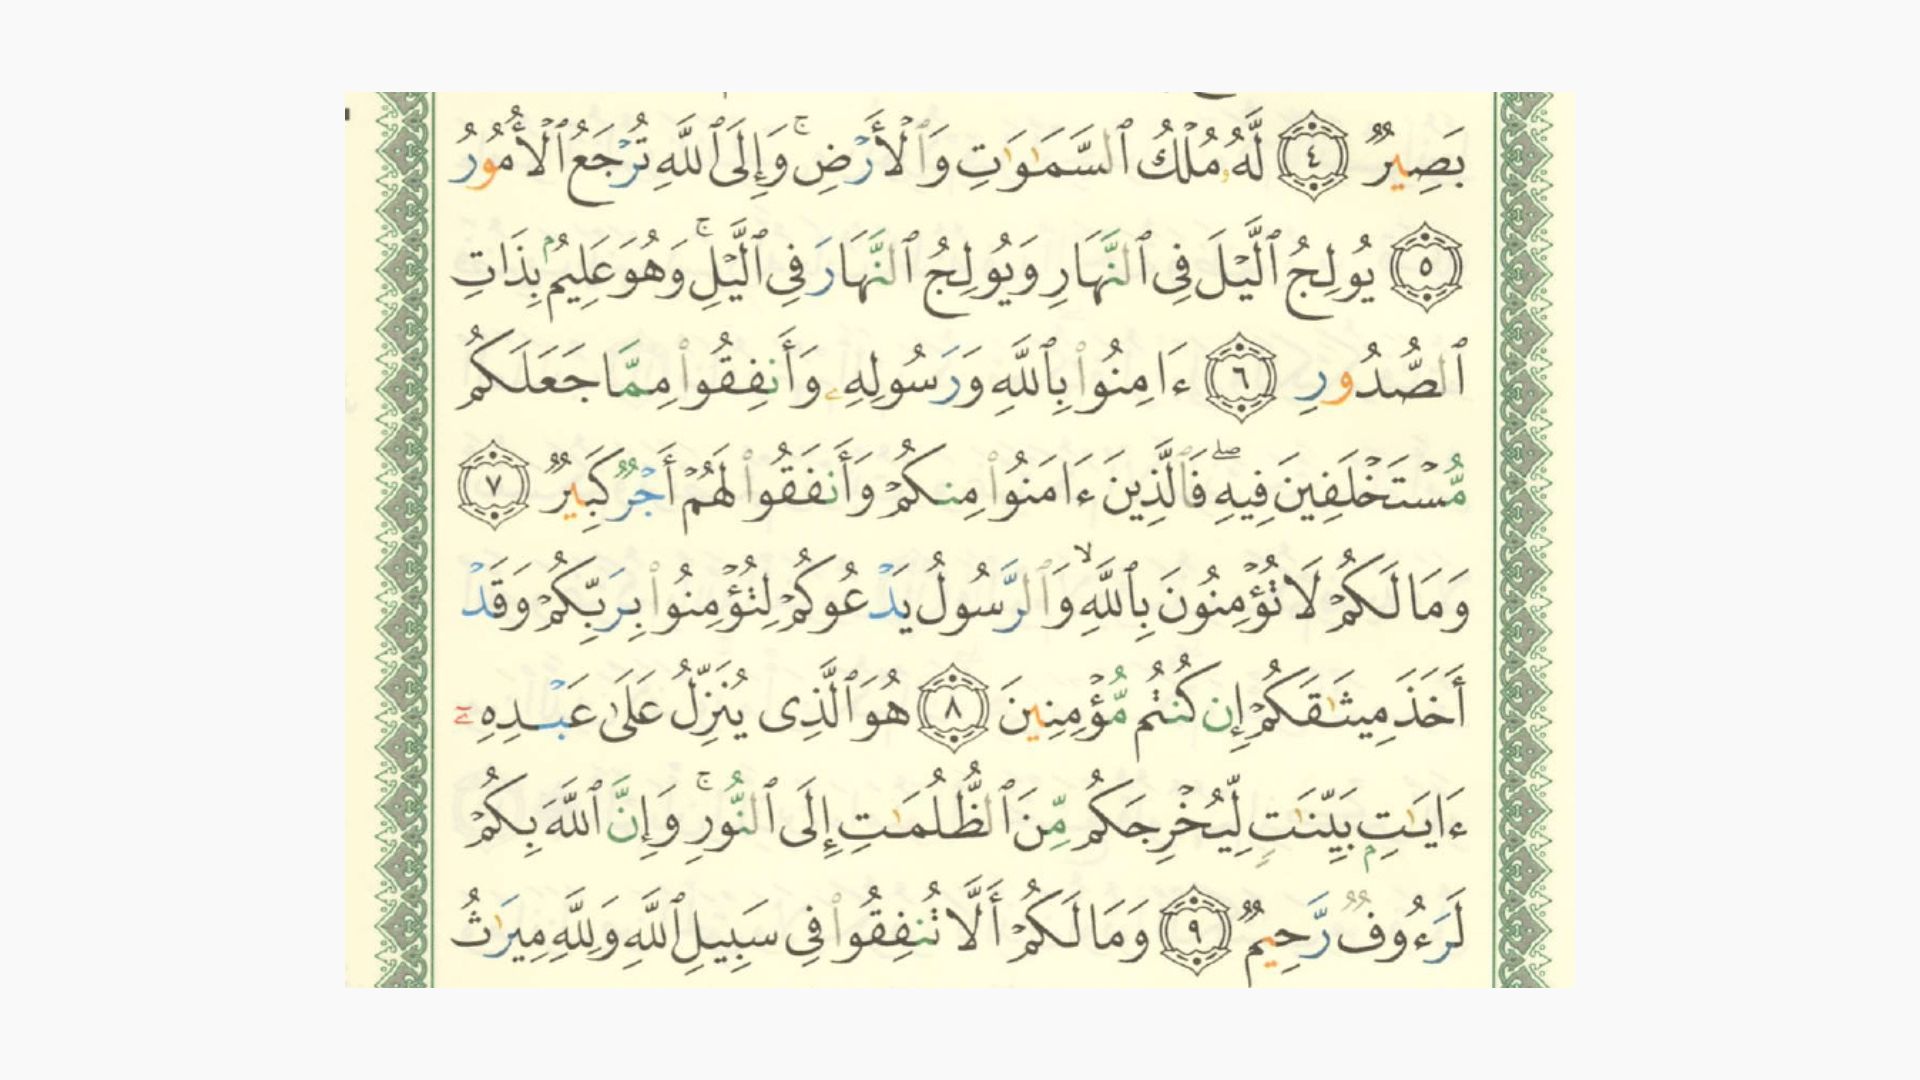 بَصِيرٌ ٤ لَّهُۥ مُلْكُ ٱلسَّمَـٰوَٰتِ وَٱلْأَرْضِ ۚ وَإِلَى ٱللَّهِ تُرْجَعُ ٱلْأُمُورُ
٥ يُولِجُ ٱلَّيْلَ فِى ٱلنَّهَارِ وَيُولِجُ ٱلنَّهَارَ فِى ٱلَّيْلِ ۚ وَهُوَ عَلِيمٌۢ بِذَاتِ
ٱلصُّدُورِ ٦ ءَامِنُوا۟ بِٱللَّهِ وَرَسُولِهِۦ وَأَنفِقُوا۟ مِمَّا جَعَلَكُم
مُّسْتَخْلَفِينَ فِيهِ ۖ فَٱلَّذِينَ ءَامَنُوا۟ مِنكُمْ وَأَنفَقُوا۟ لَهُمْ أَجْرٌ كَبِيرٌ ٧
وَمَا لَكُمْ لَا تُؤْمِنُونَ بِٱللَّهِ ۙ وَٱلرَّسُولُ يَدْعُوكُمْ لِتُؤْمِنُوا۟ بِرَبِّكُمْ وَقَدْ
أَخَذَ مِيثَـٰقَكُمْ إِن كُنتُم مُّؤْمِنِينَ ٨ هُوَ ٱلَّذِى يُنَزِّلُ عَلَىٰ عَبْدِهِۦٓ
ءَايَـٰتٍۭ بَيِّنَـٰتٍ لِّيُخْرِجَكُم مِّنَ ٱلظُّلُمَـٰتِ إِلَى ٱلنُّورِ ۚ وَإِنَّ ٱللَّهَ بِكُمْ
لَرَءُوفٌ رَّحِيمٌ ٩ وَمَا لَكُمْ أَلَّا تُنفِقُوا۟ فِى سَبِيلِ ٱللَّهِ وَلِلَّهِ مِيرَٰثُ